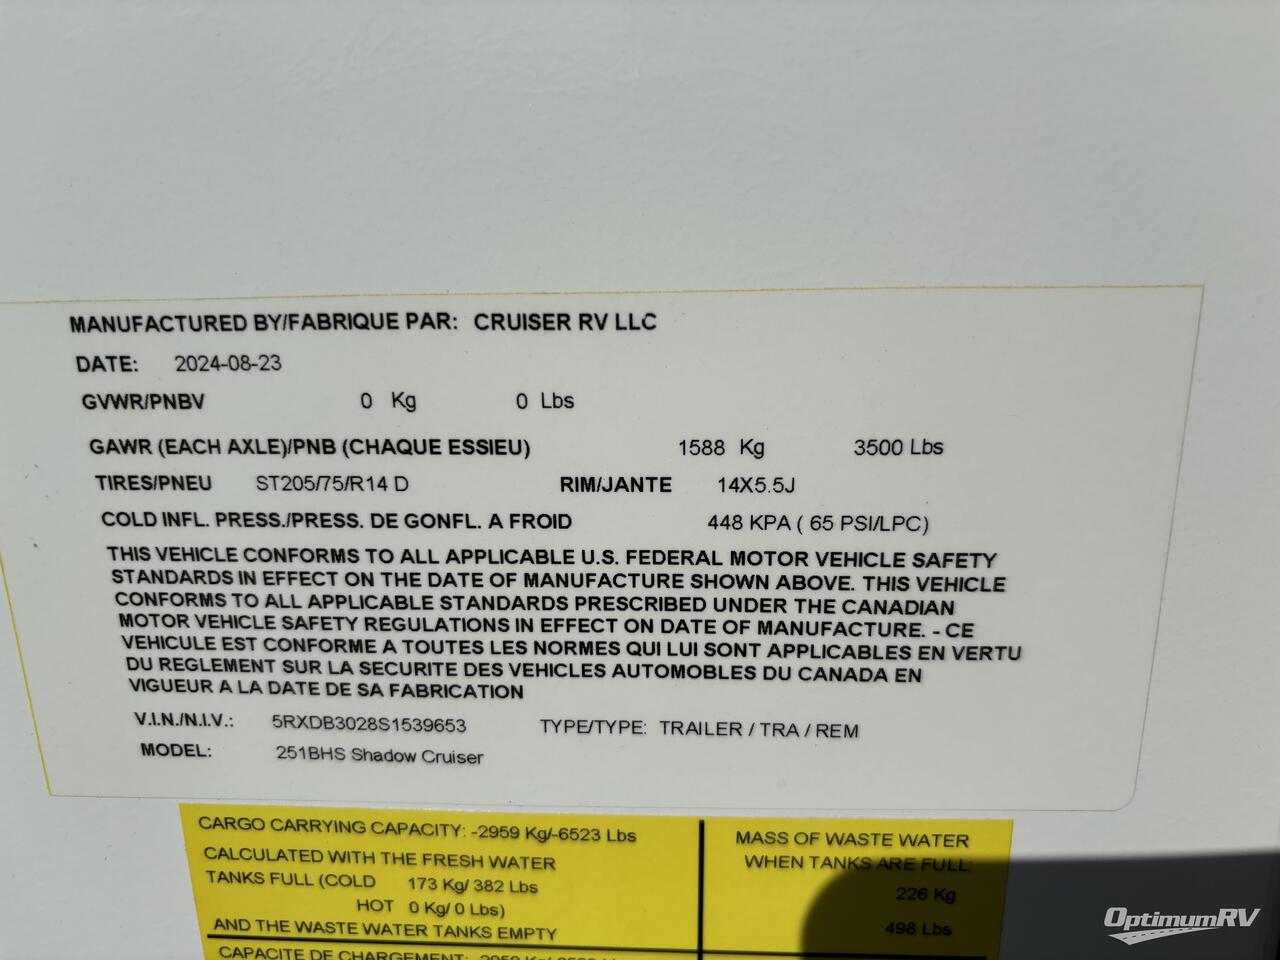 MANUFACTURED BY/FABRIQUE PAR: CRUISER RV LLC
DATE: 2024-08-23
GVWR/PNBV 0 Kg 0 Lbs
GAWR (EACH AXLE)/PNB (CHAQUE ESSIEU) 1588 Kg 3500 Lbs
TIRES/PNEU ST205/75/R14 D RIM/JANTE 14X5.5J
COLD INFL. PRESS./PRESS. DE GONFL. A FROID 448 KPA ( 65 PSI/LPC)
THIS VEHICLE CONFORMS TO ALL APPLICABLE U.S. FEDERAL MOTOR VEHICLE SAFETY
STANDARDS IN EFFECT ON THE DATE OF MANUFACTURE SHOWN ABOVE. THIS VEHICLE
CONFORMS TO ALL APPLICABLE STANDARDS PRESCRIBED UNDER THE CANADIAN
MOTOR VEHICLE SAFETY REGULATIONS IN EFFECT ON DATE OF MANUFACTURE. - CE
VEHICULE EST CONFORME A TOUTES LES NORMES QUI LUI SONT APPLICABLES EN VERTU
DU REGLEMENT SUR LA SECURITE DES VEHICLES AUTOMOBLES DU CANADA EN
VIGUEUR A LA DATE DE SA FABRICATION
V.I.N./N.I.V.: 5RXDB3028S1539653 TYPE/TYPE: TRAILER / TRA / REM
MODEL: 251BHS Shadow Cruiser
CARGO CARRYING CAPACITY: -2959 Kg/-6523 Lbs
CALCULATED WITH THE FRESH WATER
TANKS FULL (COLD 173 Kg/ 382 Lbs
HOT 0 Kg/ 0 Lbs)
AND THE WASTE WATER TANKS EMPTY
CAPACITE DE CHARGEMENT:
MASS OF WASTE WATER
WHEN TANKS ARE FULL:
226 Kg
498 Lbs
OptimumRV